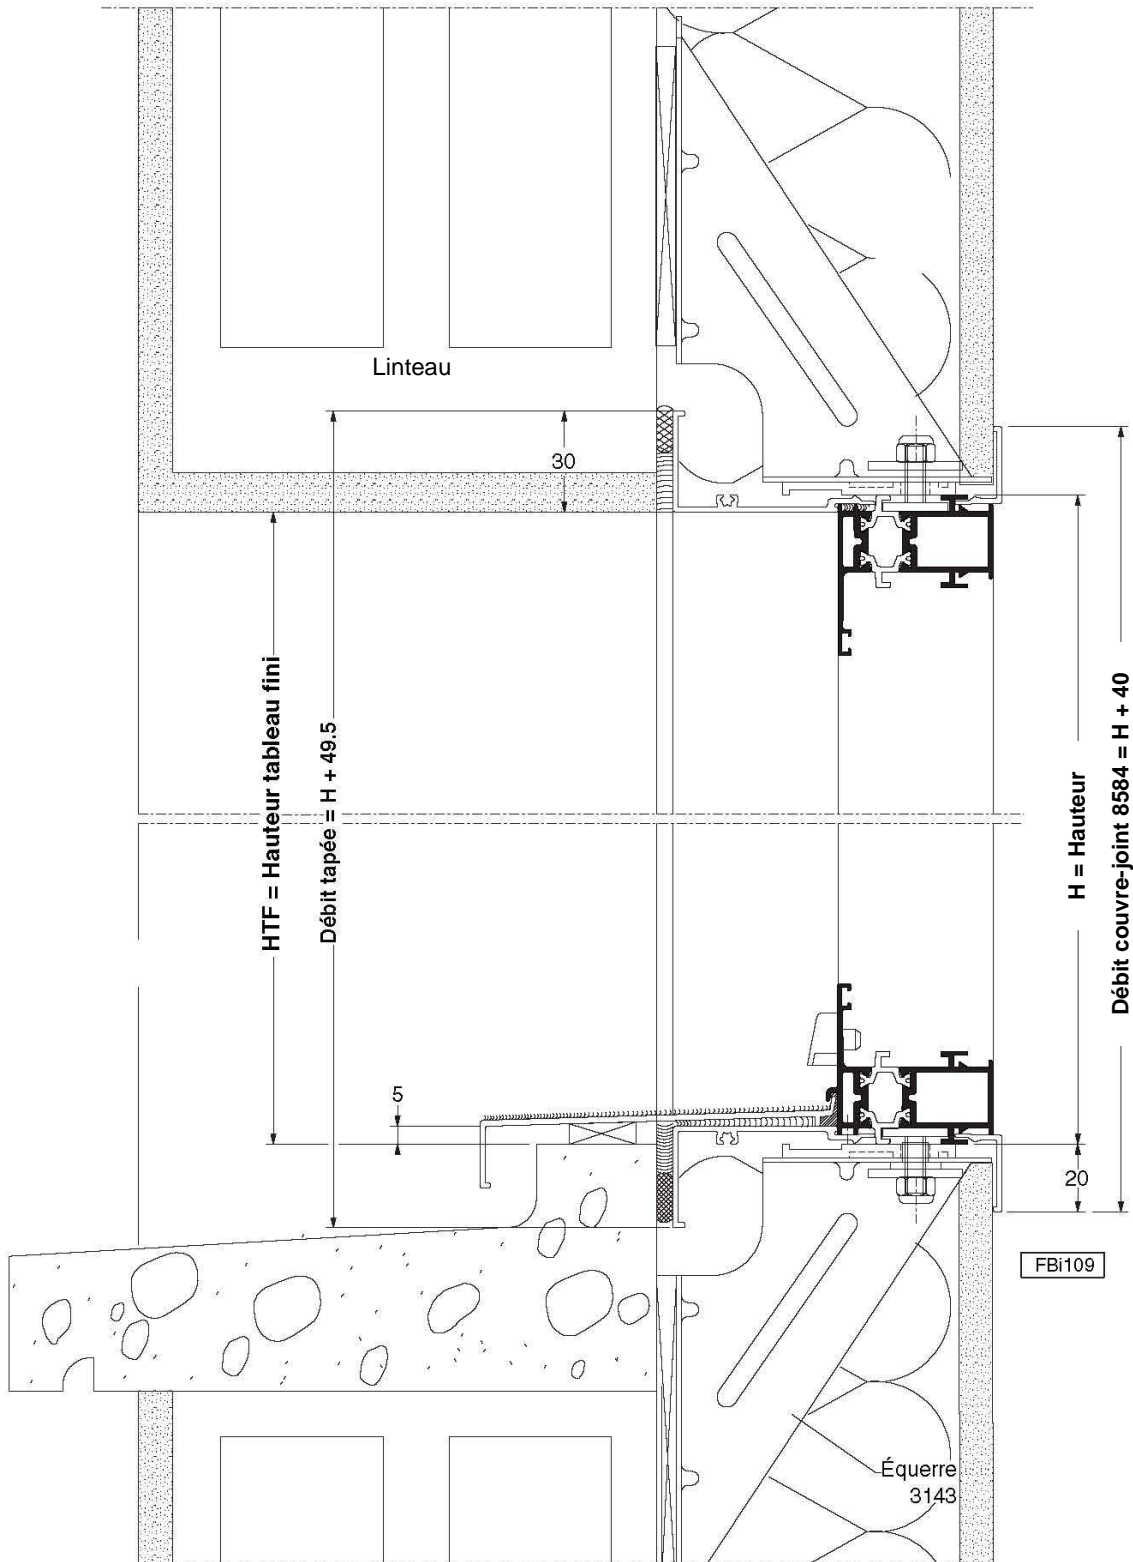 Linteau
30
HTF = Hauteur tableau fini
Débit tapée = H + 49.5
H = Hauteur
Débit couvre-joint 8584 = H + 40
5
20
FBi109
Équerre
3143